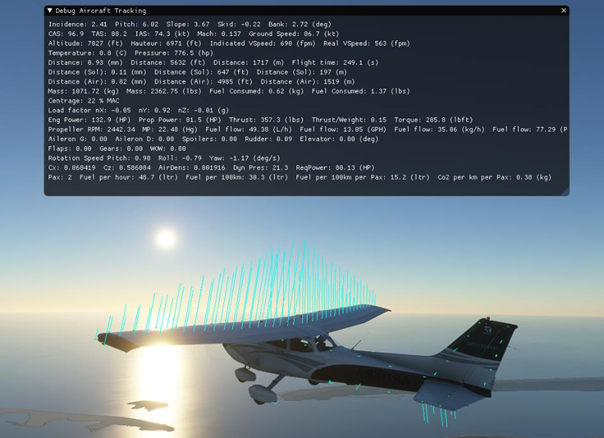 Debug Aircraft Tracking
Incidence: 2.41 Pitch: 6.02 Slope: 3.67 Skid: -0.22 Bank: 2.72 (deg)
CAS: 96.9 TAS: 88.2 IAS: 74.3 (kt) Mach: 0.137 Ground Speed: 86.7 (kt)
Altitude: 7027 (ft) Hauteur: 6971 (ft) Indicated VSpeed: 690 (fpm) Real VSpeed: 563 (fpm)
Temperature: 0.0 (C) Pressure: 776.5 (hp)
Distance: 0.93 (mn) Distance: 5632 (ft) Distance: 1717 (m) Flight time: 249.1 (s)
Distance (Sol): 0.11 (mn) Distance (Sol): 647 (ft) Distance (Sol): 197 (m)
Distance (Air): 0.82 (mn) Distance (Air): 4985 (ft) Distance (Air): 1519 (m)
Mass: 1071.72 (kg) Mass: 2362.75 (lbs) Fuel Consumed: 0.62 (kg) Fuel Consumed: 1.37 (lbs)
Centrage: 22 % MAC
Load factor nX: -0.05 nY: 0.92 nZ: -0.01 (g)
Eng Power: 132.9 (HP) Prop Power: 81.5 (HP) Thrust: 357.3 (lbs) Thrust/Weight: 0.15 Torque: 285.8 (lbft)
Propeller RPM: 2442.34 MP: 22.40 (Hg) Fuel flow: 49.38 (L/h) Fuel flow: 13.05 (GPH) Fuel flow: 35.06 (kg/h) Fuel flow: 77.29 (P
Aileron G: 0.00 Aileron D: 0.00 Spoilers: 0.00 Rudder: 0.09 Elevator: 0.00 (deg)
Flaps: 0.00 Gears: 0.00 WOW: 0.00
Rotation Speed Pitch: 0.90 Roll: -0.79 Yaw: -1.17 (deg/s)
Cx: 0.060419 Cz: 0.586084 AirDens: 0.001916 Dyn Pres: 21.3 ReqPower: 80.13 (HP)
Pax: 2 Fuel per hour: 48.7 (ltr) Fuel per 100km: 30.3 (ltr) Fuel per 100km per Pax: 15.2 (ltr) Co2 per km per Pax: 0.38 (kg)